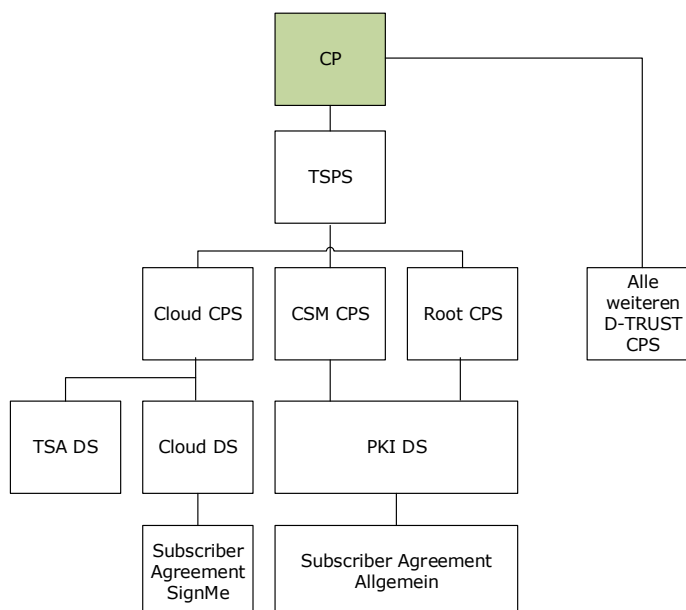 CP
TSPS
Cloud CPS
CSM CPS
Root CPS
Alle
weiteren
D-TRUST
CPS
TSA DS
Cloud DS
PKI DS
Subscriber
Agreement
SignMe
Subscriber Agreement
Allgemein